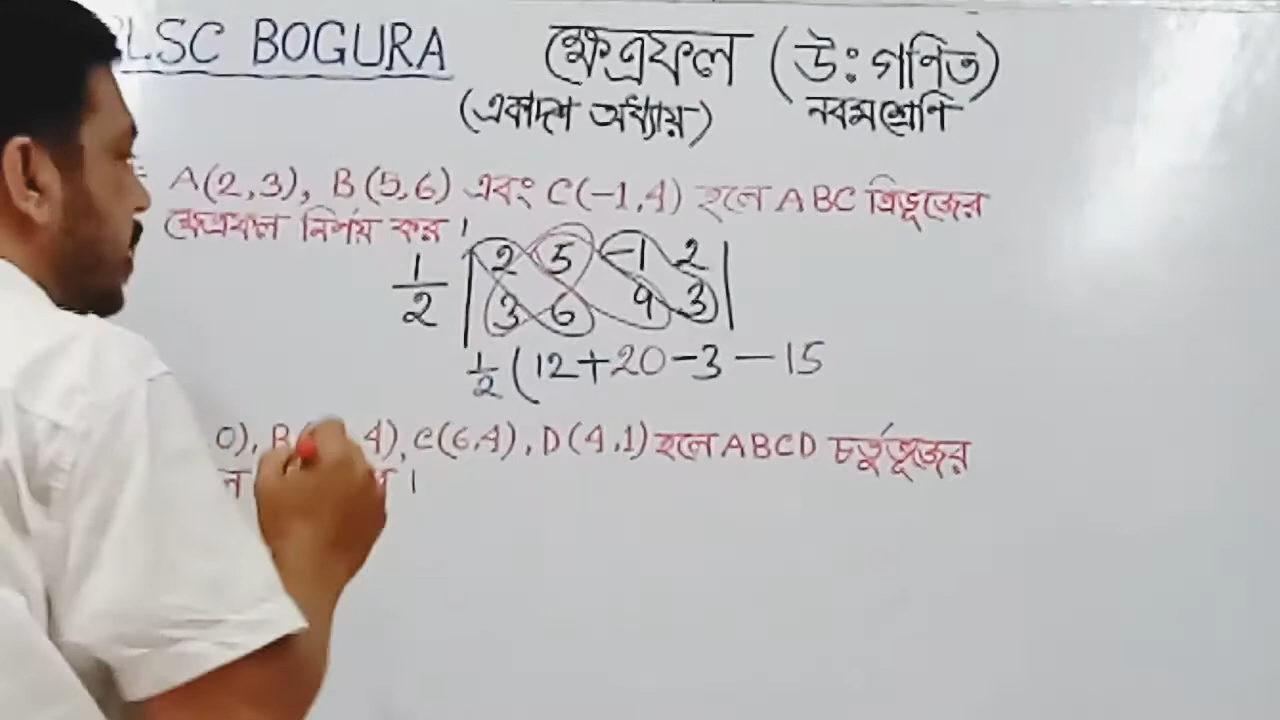 LSC BOGURA
ক্ষেত্রফল (উঃ গণিত)
(একাদশ অধ্যায়) নবম শ্রেণি
A(2,3), B(5,6) এবং C(-1,4) হলে ABC ত্রিভূজের
ক্ষেত্রফল নির্ণয় কর।
1/2 | 2 5 -1 2 |
| 3 6 4 3 |
1/2 (12+20-3-15
0), B( 4), C(6,4), D(4,1) হলে ABCD চর্তুভূজের